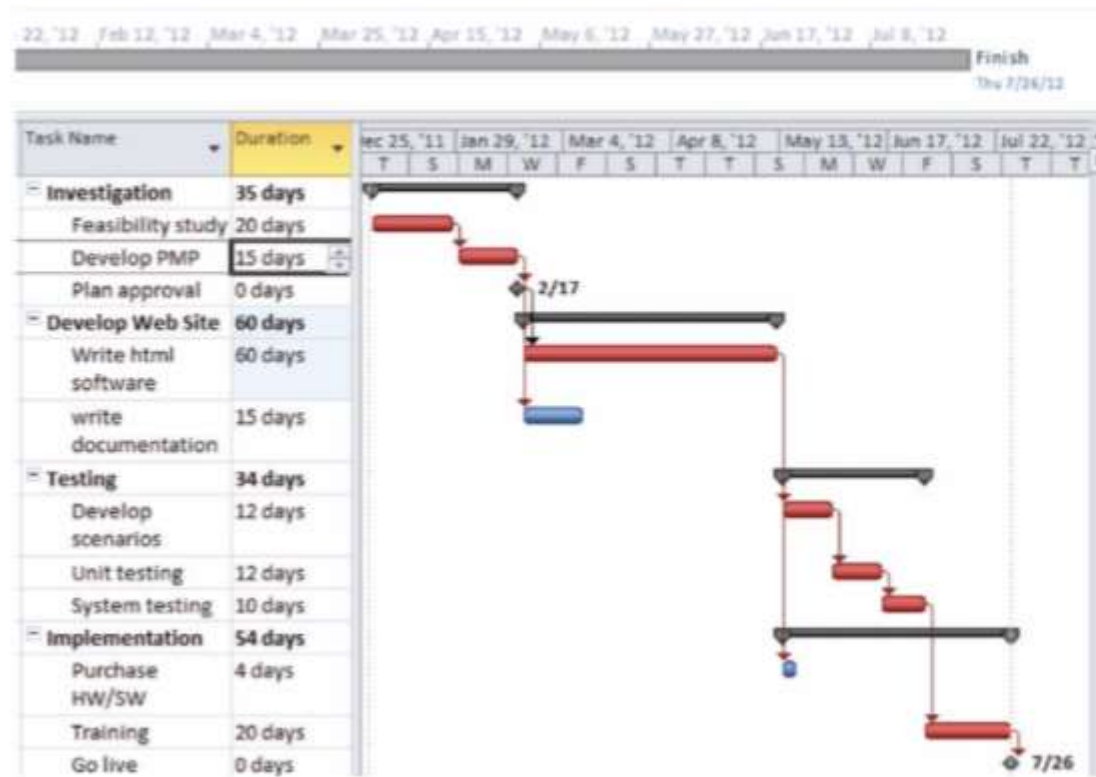 22, '12 Feb 12, '12 Mar 4, '12 Mar 25, '12 Apr 15, '12 May 6, '12 May 27, '12 Jun 17, '12 Jul 8, '12
Finish
Thu 7/26/12
Task Name Duration ec 25, '11 Jan 29, '12 Mar 4, '12 Apr 8, '12 May 13, '12 Jun 17, '12 Jul 22, '12
T S M W F S T T S M W F S T T
Investigation 35 days
Feasibility study 20 days
Develop PMP 15 days
Plan approval 0 days 2/17
Develop Web Site 60 days
Write html 60 days
software
write 15 days
documentation
Testing 34 days
Develop 12 days
scenarios
Unit testing 12 days
System testing 10 days
Implementation 54 days
Purchase 4 days
HW/SW
Training 20 days
Go live 0 days 7/26